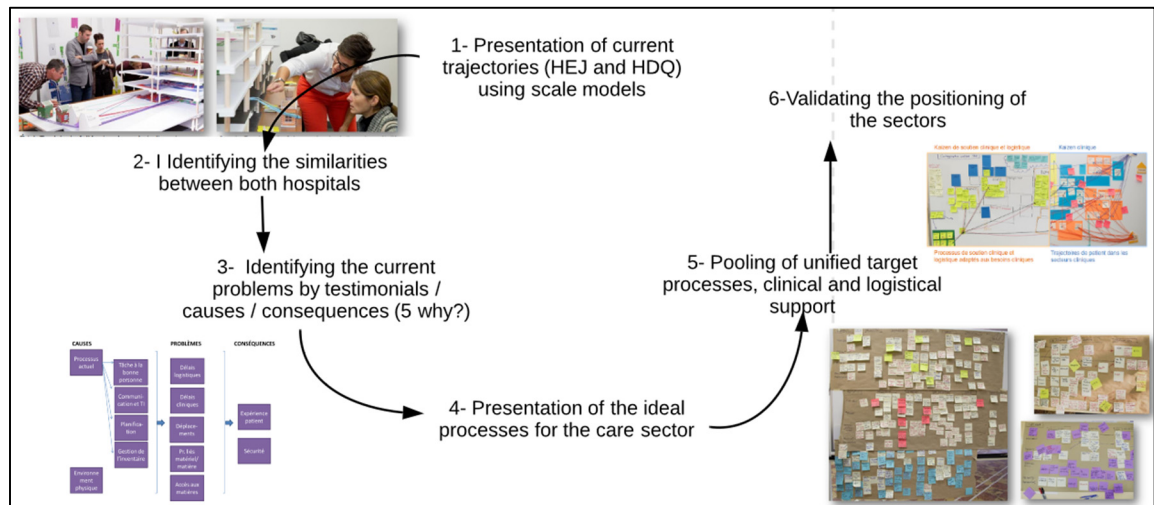 1- Presentation of current
trajectories (HEJ and HDQ)
using scale models
2- I Identifying the similarities
between both hospitals
3- Identifying the current
problems by testimonials /
causes / consequences (5 why?)
CAUSES
PROBLÈMES
CONSÉQUENCES
Processus
actuel
Tâche à la
bonne
personne
Communi-
cation et TI
Planifica-
tion
Gestion de
l'inventaire
Environne
ment
physique
Délais
logistiques
Délais
cliniques
Déplace-
ments
Pr. liés
matériel/
matière
Accès aux
matières
Expérience
patient
Sécurité
4- Presentation of the ideal
processes for the care sector
5- Pooling of unified target
processes, clinical and logistical
support
6-Validating the positioning of
the sectors
Kaizen de soutien clinique et logistique
Kaizen clinique
Processus de soutien clinique et
logistique adaptés aux besoins cliniques
Trajectoires de patient dans les
secteurs cliniques